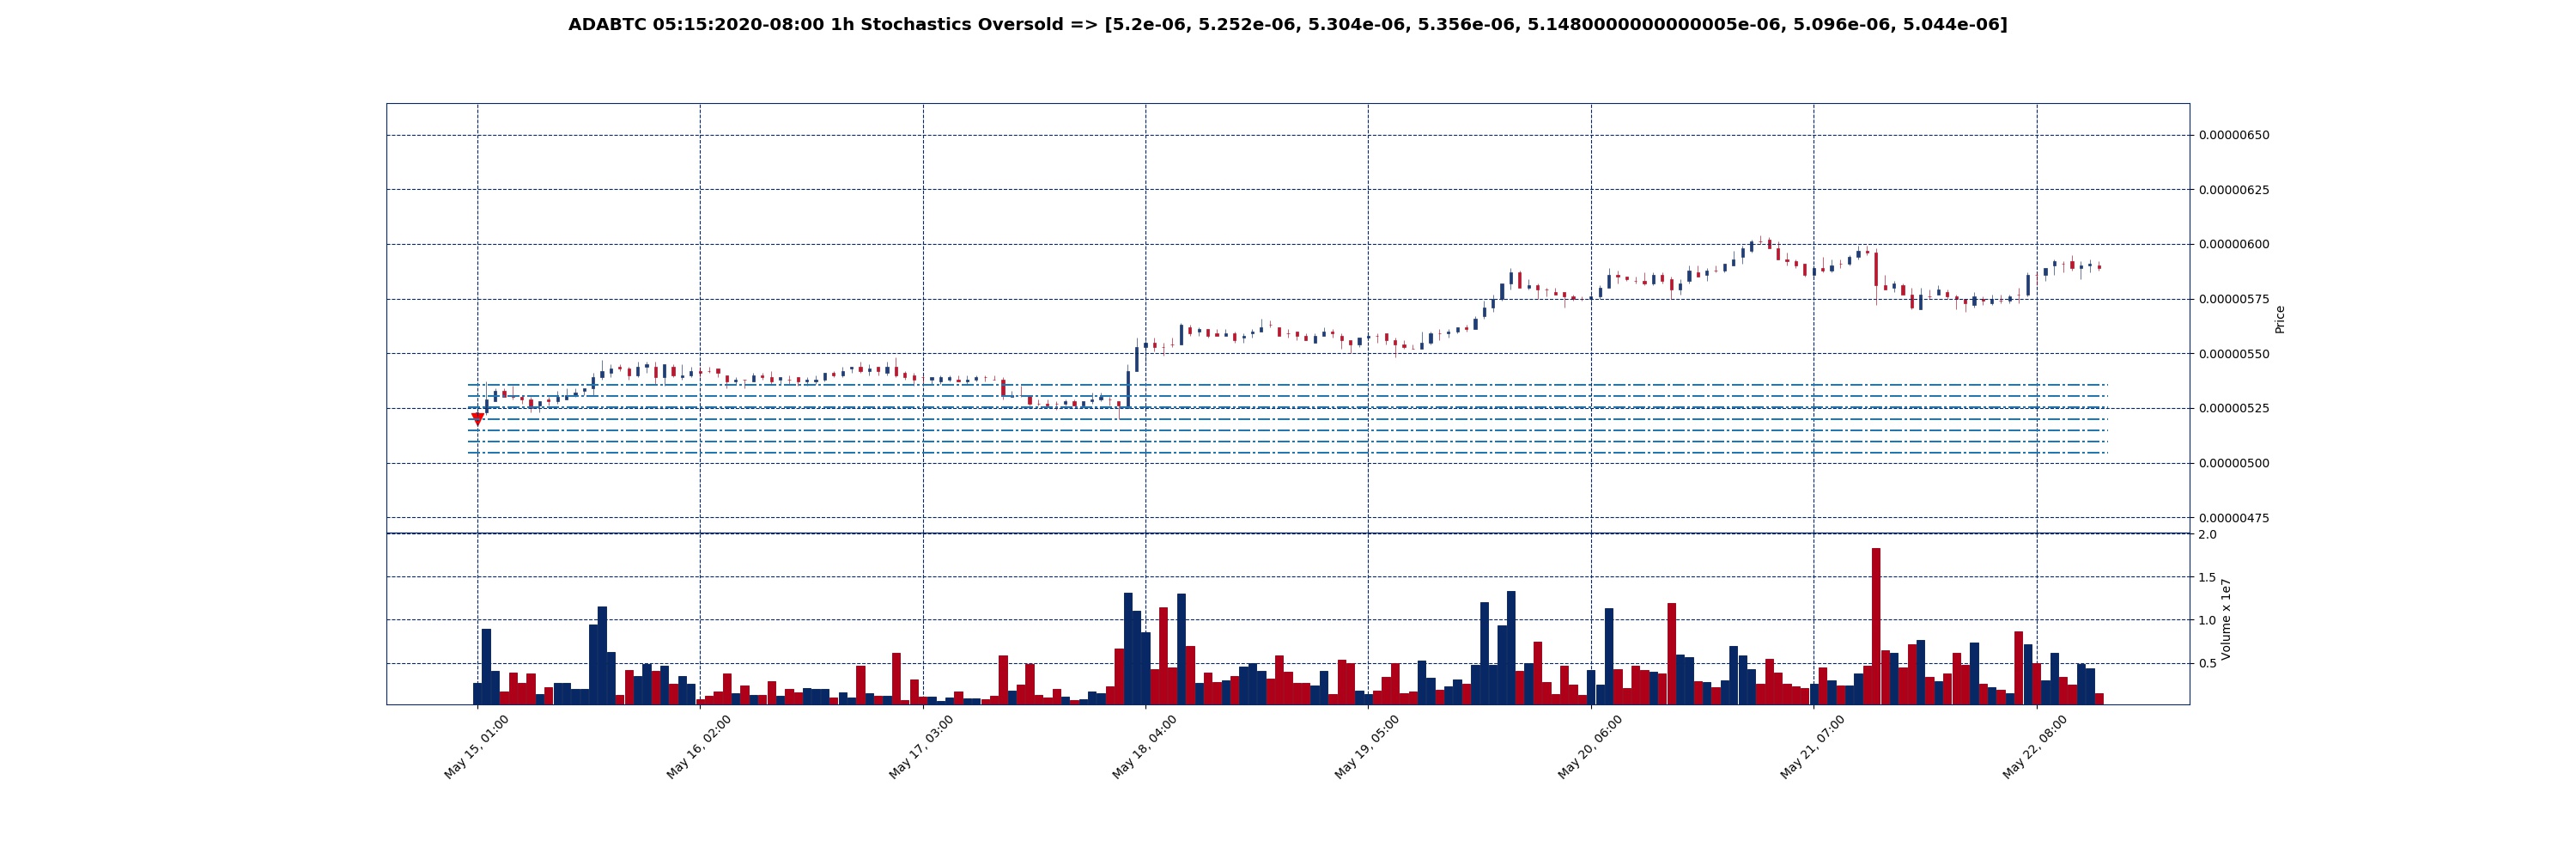 ADABTC 05:15:2020-08:00 1h Stochastics Oversold => [5.2e-06, 5.252e-06, 5.304e-06, 5.356e-06, 5.1480000000000005e-06, 5.096e-06, 5.044e-06]
0.00000650
0.00000625
0.00000600
0.00000575
0.00000550
0.00000525
0.00000500
0.00000475
Price
2.0
1.5
1.0
0.5
Volume x 1e7
May 15, 01:00
May 16, 02:00
May 17, 03:00
May 18, 04:00
May 19, 05:00
May 20, 06:00
May 21, 07:00
May 22, 08:00